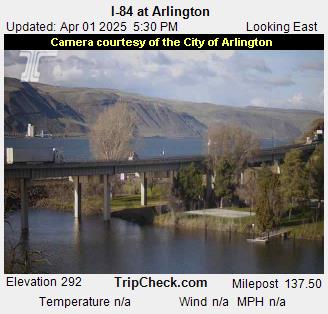 I-84 at Arlington
Updated: Apr 01 2025 5:30 PM Looking East
Camera courtesy of the City of Arlington
Elevation 292 TripCheck.com Milepost 137.50
Temperature n/a Wind n/a MPH n/a